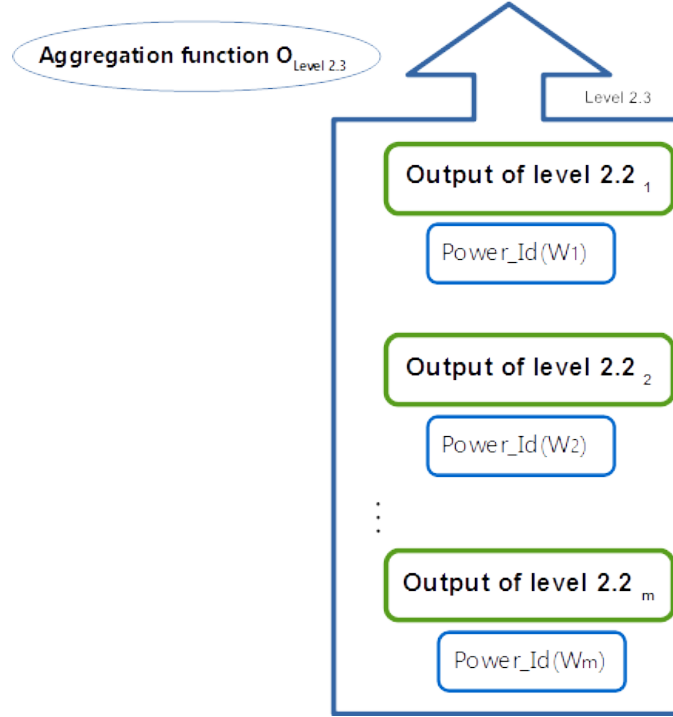 Aggregation function O Level 2.3
Level 2.3
Output of level 2.2 1
Power_Id(W1)
Output of level 2.2 2
Power_Id(W2)
⋮
Output of level 2.2 m
Power_Id(Wm)